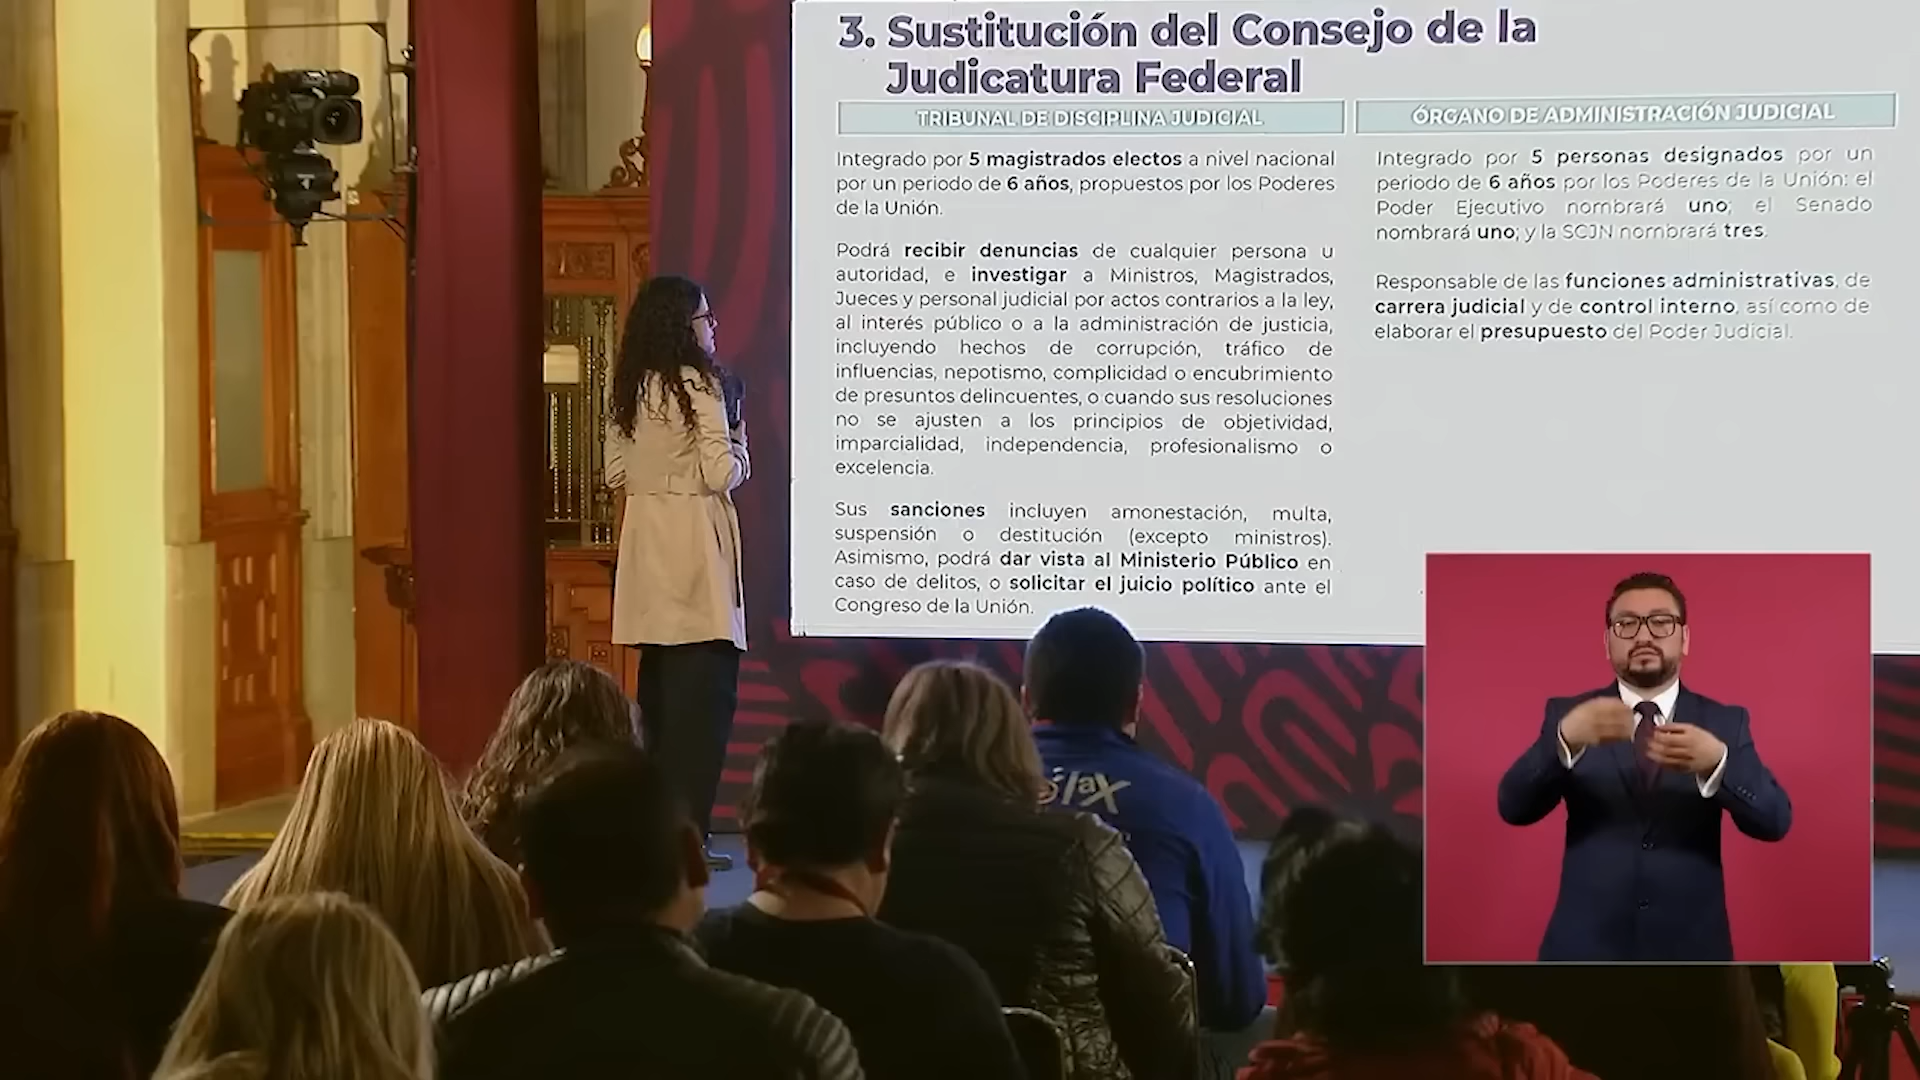 3. Sustitución del Consejo de la
Judicatura Federal
TRIBUNAL DE DISCIPLINA JUDICIAL
Integrado por 5 magistrados electos a nivel nacional
por un periodo de 6 años, propuestos por los Poderes
de la Unión.
Podrá recibir denuncias de cualquier persona u
autoridad, e investigar a Ministros, Magistrados,
Jueces y personal judicial por actos contrarios a la ley,
al interés público o a la administración de justicia,
incluyendo hechos de corrupción, tráfico de
influencias, nepotismo, complicidad o encubrimiento
de presuntos delincuentes, o cuando sus resoluciones
no se ajusten a los principios de objetividad,
imparcialidad, independencia, profesionalismo o
excelencia.
Sus sanciones incluyen amonestación, multa,
suspensión o destitución (excepto ministros).
Asimismo, podrá dar vista al Ministerio Público en
caso de delitos, o solicitar el juicio político ante el
Congreso de la Unión.
ÓRGANO DE ADMINISTRACIÓN JUDICIAL
Integrado por 5 personas designados por un
periodo de 6 años por los Poderes de la Unión: el
Poder Ejecutivo nombrará uno; el Senado
nombrará uno; y la SCJN nombrará tres.
Responsable de las funciones administrativas, de
carrera judicial y de control interno, así como de
elaborar el presupuesto del Poder Judicial.